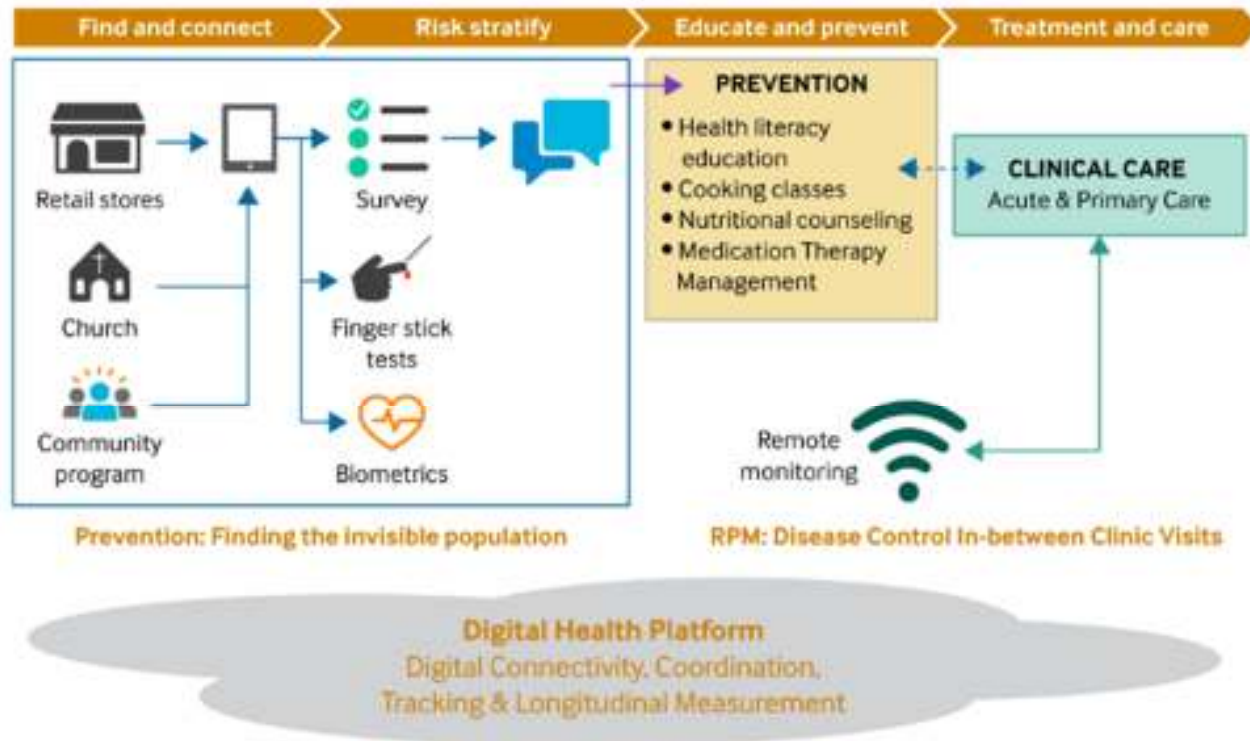 Find and connect
Risk stratify
Educate and prevent
Treatment and care
Retail stores
Church
Community
program
Survey
Finger stick
tests
Biometrics
PREVENTION
• Health literacy
education
• Cooking classes
• Nutritional counseling
• Medication Therapy
Management
CLINICAL CARE
Acute & Primary Care
Remote
monitoring
Prevention: Finding the invisible population
RPM: Disease Control In-between Clinic Visits
Digital Health Platform
Digital Connectivity, Coordination,
Tracking & Longitudinal Measurement